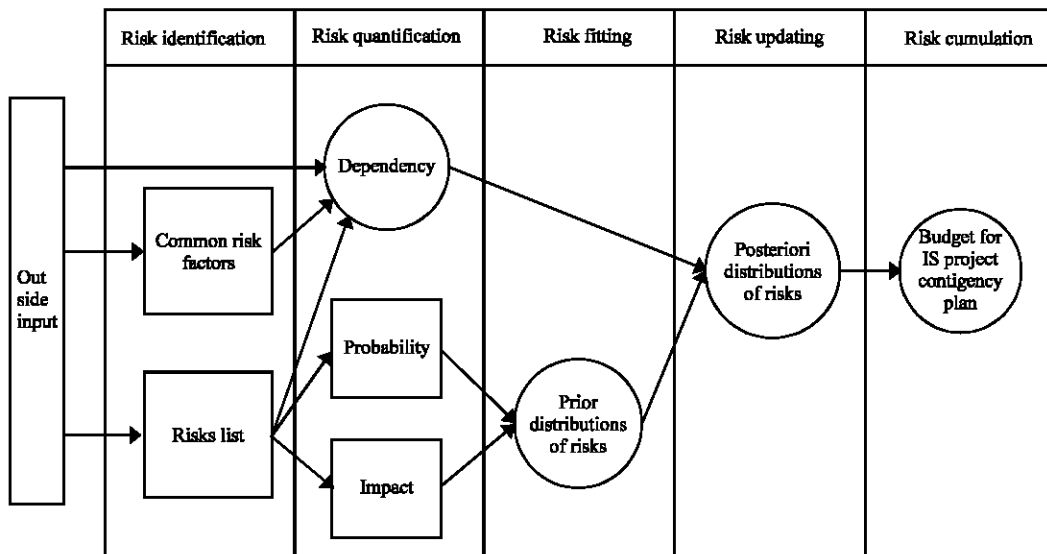 Risk identification
Risk quantification
Risk fitting
Risk updating
Risk cumulation
Out
side
input
Common risk
factors
Risks list
Dependency
Probability
Impact
Prior
distributions
of risks
Posteriori
distributions
of risks
Budget for
IS project
contigency
plan